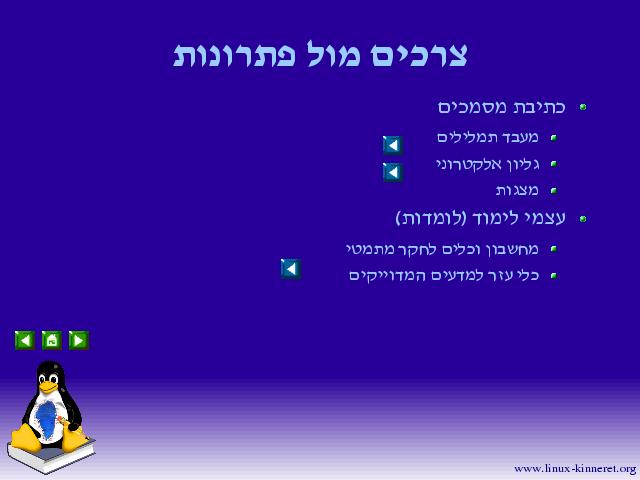 צרכים מול פתרונות
כתיבת מסמכים
מעבד תמלילים
גליון אלקטרוני
מצגות
עצמי לימוד (לומדות)
מחשבון וכלים לחקר מתמטי
כלי עזר למדעים המדוייקים
www.linux-kinneret.org